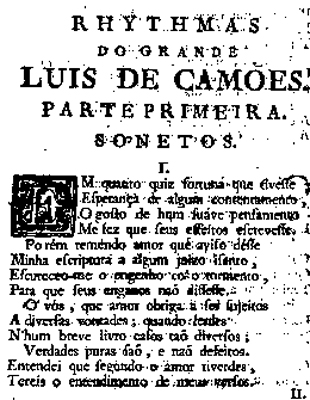 RHYTHMAS
DO GRANDE
LUIS DE CAMÕES.
PARTE PRIMEIRA.
SONETOS.
I.
EM quanto quiz fortuna que tivesse
Esperança de algum contentamento,
O gosto de hum suave pensamento
Me fez que seus effeitos escrevesse.
Porém temendo amor que aviso désse
Minha escriptura a algum juizo isento,
Escureceo-me o engenho co'o tormento,
Para que seus enganos naõ dissesse.
O' vós, que amor obriga a ser sujeitos
A diversas vontades; quando lerdes
N'hum breve livro casos taõ diversos;
Verdades puras saõ, e naõ defeitos.
Entendei que segundo o amor tiverdes,
Tereis o entendimento de meus versos.
II.